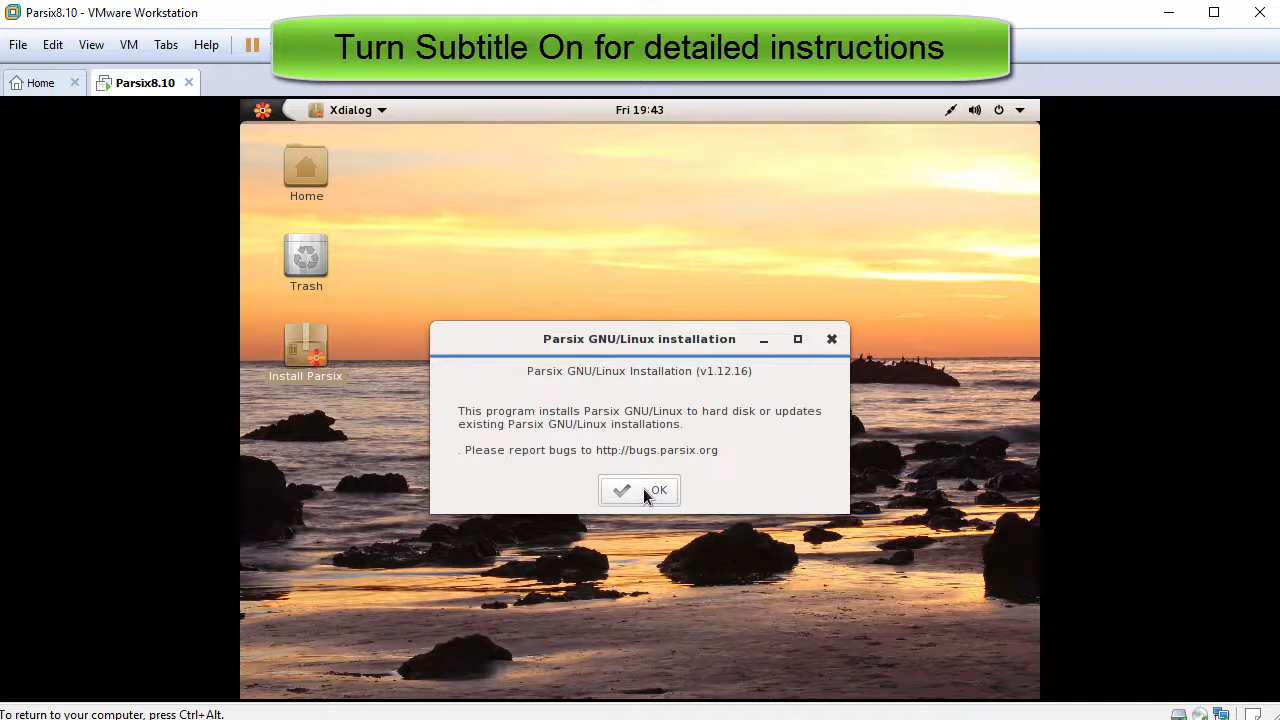 Parsix8.10 - VMware Workstation
Turn Subtitle On for detailed instructions
File Edit View VM Tabs Help
Home Parsix8.10
Xdialog Fri 19:43
Home
Trash
Install Parsix
Parsix GNU/Linux installation
Parsix GNU/Linux Installation (v1.12.16)
This program installs Parsix GNU/Linux to hard disk or updates
existing Parsix GNU/Linux installations.
. Please report bugs to http://bugs.parsix.org
OK
To return to your computer, press Ctrl+Alt.